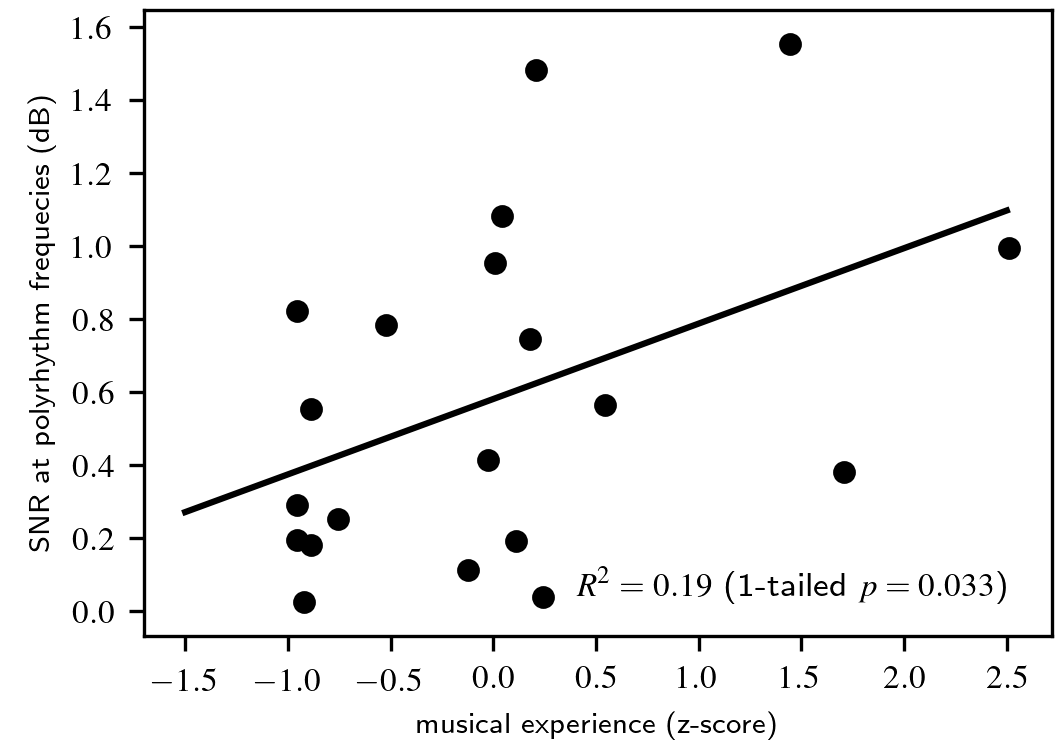 SNR at polyrhythm frequecies (dB)
1.6
1.4
1.2
1.0
0.8
0.6
0.4
0.2
0.0
R² = 0.19 (1-tailed p = 0.033)
−1.5 −1.0 −0.5 0.0 0.5 1.0 1.5 2.0 2.5
musical experience (z-score)